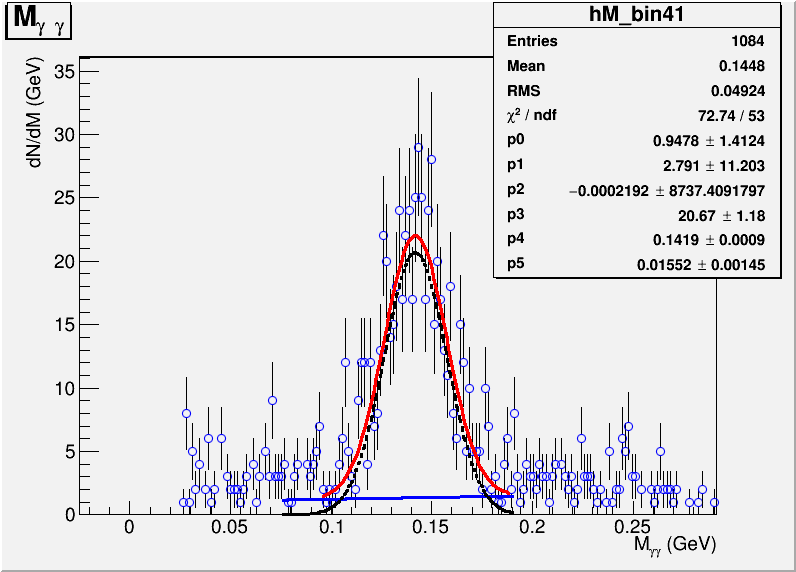 M_γ γ
hM_bin41
Entries 1084
Mean 0.1448
RMS 0.04924
χ² / ndf 72.74 / 53
p0 0.9478 ± 1.4124
p1 2.791 ± 11.203
p2 −0.0002192 ± 8737.4091797
p3 20.67 ± 1.18
p4 0.1419 ± 0.0009
p5 0.01552 ± 0.00145
dN/dM (GeV)
35
30
25
20
15
10
5
0
0 0.05 0.1 0.15 0.2 0.25
M_γγ (GeV)